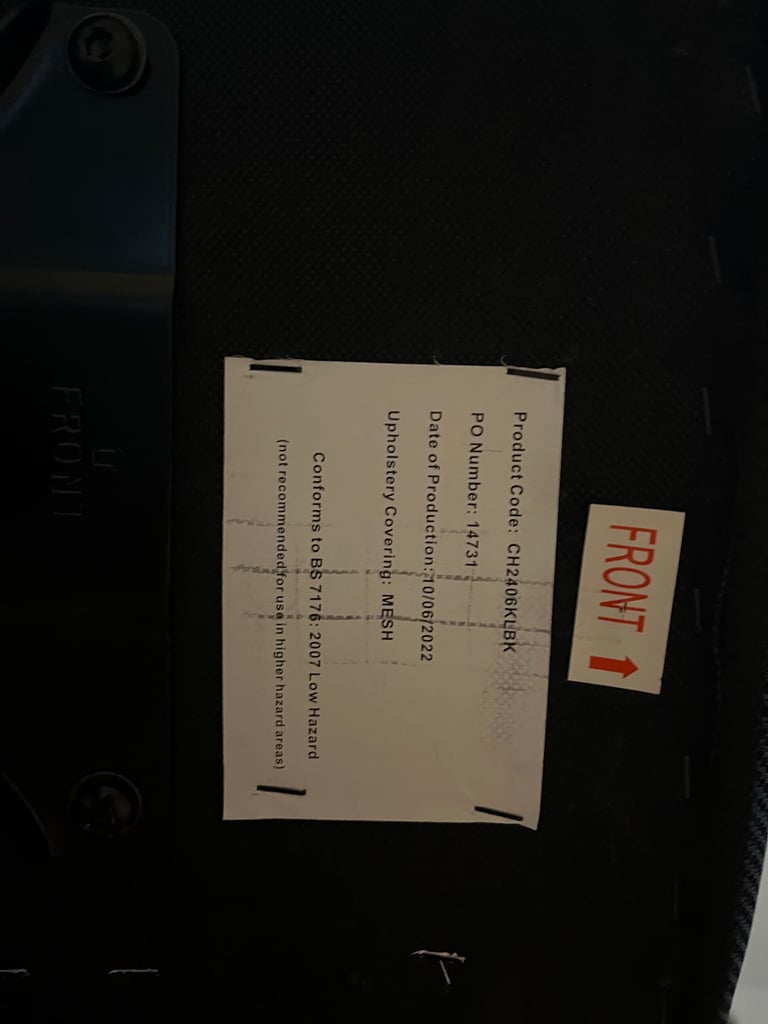 Product Code: CH2406KLBK
PO Number: 14731
Date of Production: 10/06/2022
Upholstery Covering: MESH
Conforms to BS 7176: 2007 Low Hazard
(not recommended for use in higher hazard areas)
FRONT
FRONT